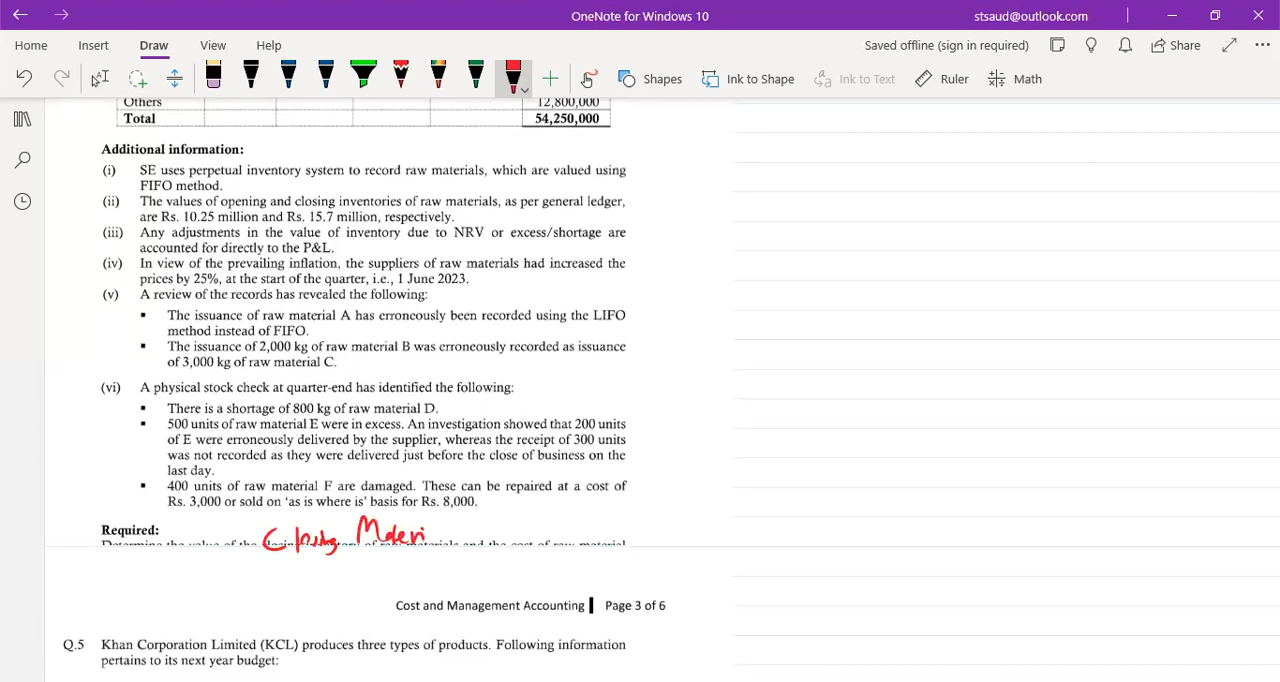 OneNote for Windows 10
stsaud@outlook.com
Home Insert Draw View Help
Saved offline (sign in required) Share
Shapes Ink to Shape Ink to Text Ruler Math
Others 12,800,000
Total 54,250,000
Additional information:
(i) SE uses perpetual inventory system to record raw materials, which are valued using
FIFO method.
(ii) The values of opening and closing inventories of raw materials, as per general ledger,
are Rs. 10.25 million and Rs. 15.7 million, respectively.
(iii) Any adjustments in the value of inventory due to NRV or excess/shortage are
accounted for directly to the P&L.
(iv) In view of the prevailing inflation, the suppliers of raw materials had increased the
prices by 25%, at the start of the quarter, i.e., 1 June 2023.
(v) A review of the records has revealed the following:
▪ The issuance of raw material A has erroneously been recorded using the LIFO
method instead of FIFO.
▪ The issuance of 2,000 kg of raw material B was erroneously recorded as issuance
of 3,000 kg of raw material C.
(vi) A physical stock check at quarter-end has identified the following:
▪ There is a shortage of 800 kg of raw material D.
▪ 500 units of raw material E were in excess. An investigation showed that 200 units
of E were erroneously delivered by the supplier, whereas the receipt of 300 units
was not recorded as they were delivered just before the close of business on the
last day.
▪ 400 units of raw material F are damaged. These can be repaired at a cost of
Rs. 3,000 or sold on 'as is where is' basis for Rs. 8,000.
Required:
Determine the value of the closing inventory of raw materials and the cost of raw material
Cost and Management Accounting Page 3 of 6
Q.5 Khan Corporation Limited (KCL) produces three types of products. Following information
pertains to its next year budget: